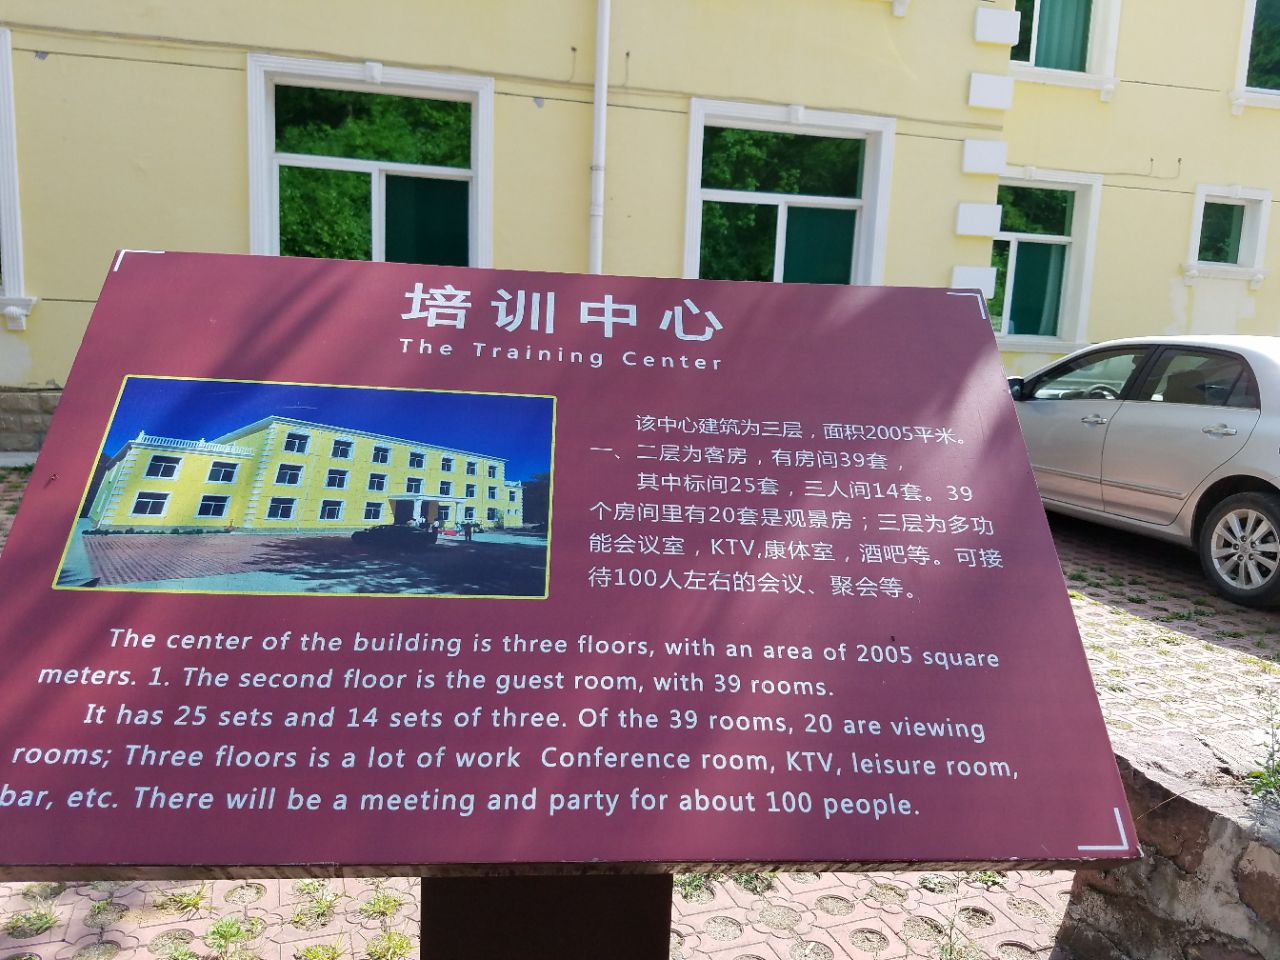 培训中心
The Training Center
该中心建筑为三层，面积2005平米。
一、二层为客房，有房间39套，
其中标间25套，三人间14套。39
个房间里有20套是观景房；三层为多功
能会议室，KTV,康体室，酒吧等。可接
待100人左右的会议、聚会等。
The center of the building is three floors, with an area of 2005 square
meters. 1. The second floor is the guest room, with 39 rooms.
It has 25 sets and 14 sets of three. Of the 39 rooms, 20 are viewing
rooms; Three floors is a lot of work Conference room, KTV, leisure room,
bar, etc. There will be a meeting and party for about 100 people.